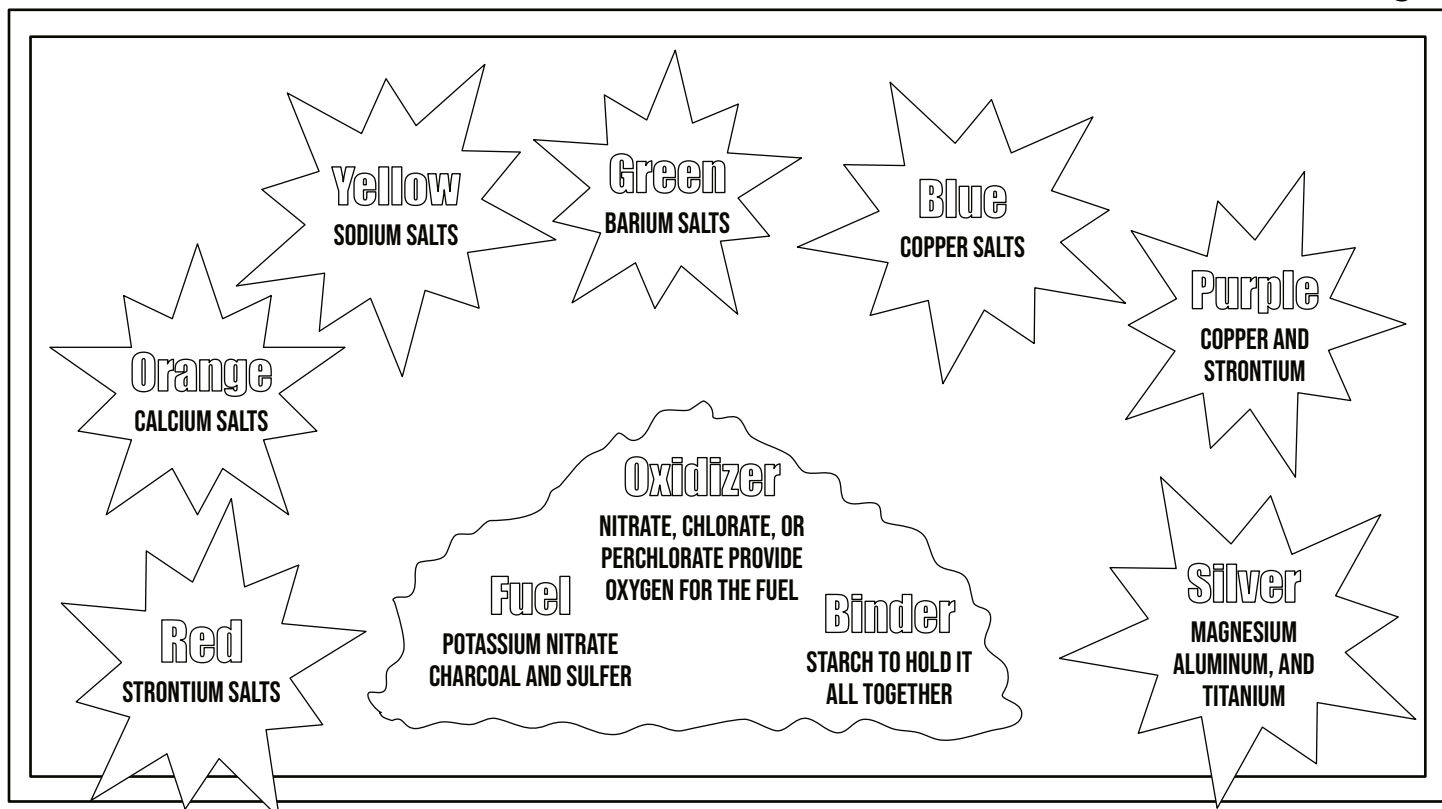 Yellow
SODIUM SALTS
Green
BARIUM SALTS
Blue
COPPER SALTS
Purple
COPPER AND
STRONTIUM
Orange
CALCIUM SALTS
Red
STRONTIUM SALTS
Oxidizer
NITRATE, CHLORATE, OR
PERCHLORATE PROVIDE
OXYGEN FOR THE FUEL
Fuel
POTASSIUM NITRATE
CHARCOAL AND SULFER
Binder
STARCH TO HOLD IT
ALL TOGETHER
Silver
MAGNESIUM
ALUMINUM, AND
TITANIUM